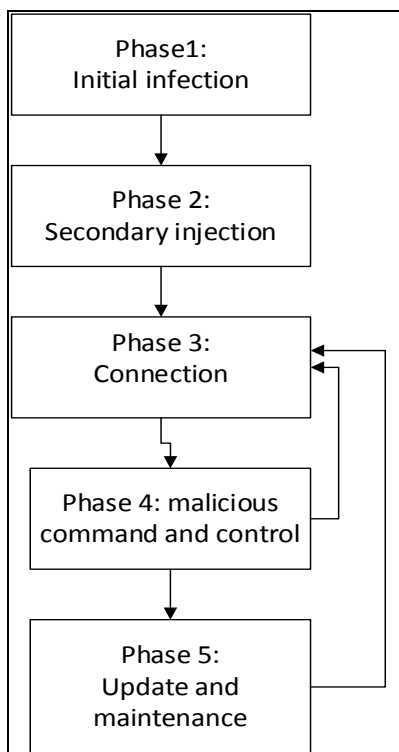 Phase1:
Initial infection
Phase 2:
Secondary injection
Phase 3:
Connection
Phase 4: malicious
command and control
Phase 5:
Update and
maintenance